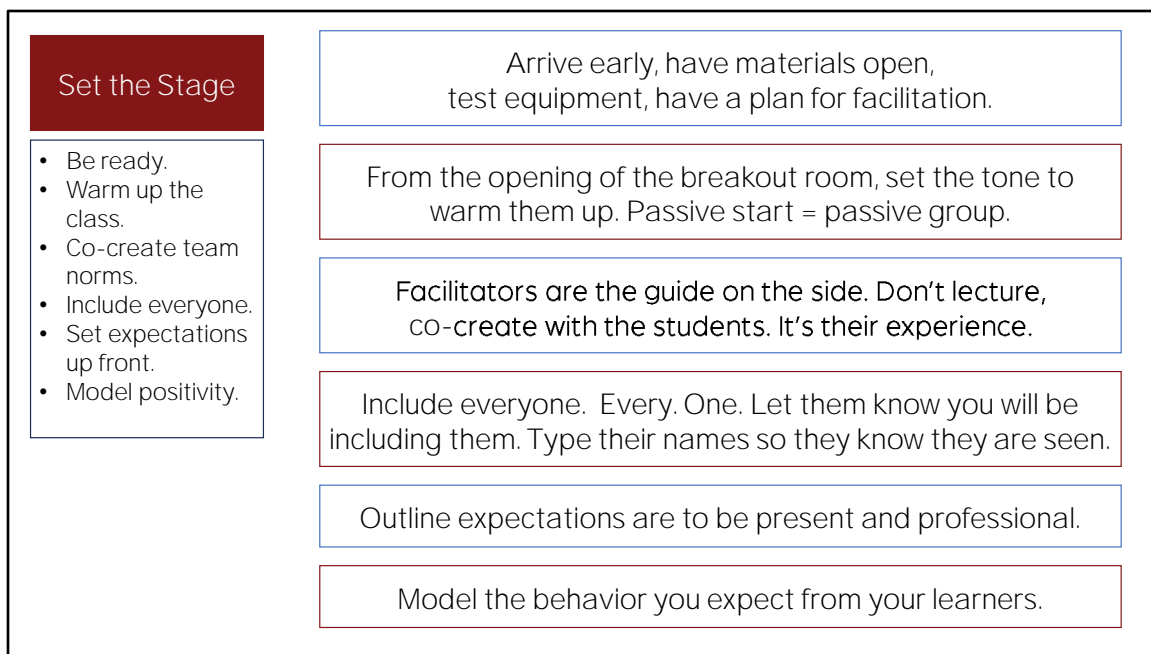 Set the Stage
• Be ready.
• Warm up the
class.
• Co-create team
norms.
• Include everyone.
• Set expectations
up front.
• Model positivity.
Arrive early, have materials open,
test equipment, have a plan for facilitation.
From the opening of the breakout room, set the tone to
warm them up. Passive start = passive group.
Facilitators are the guide on the side. Don't lecture,
co-create with the students. It's their experience.
Include everyone.  Every. One. Let them know you will be
including them. Type their names so they know they are seen.
Outline expectations are to be present and professional.
Model the behavior you expect from your learners.